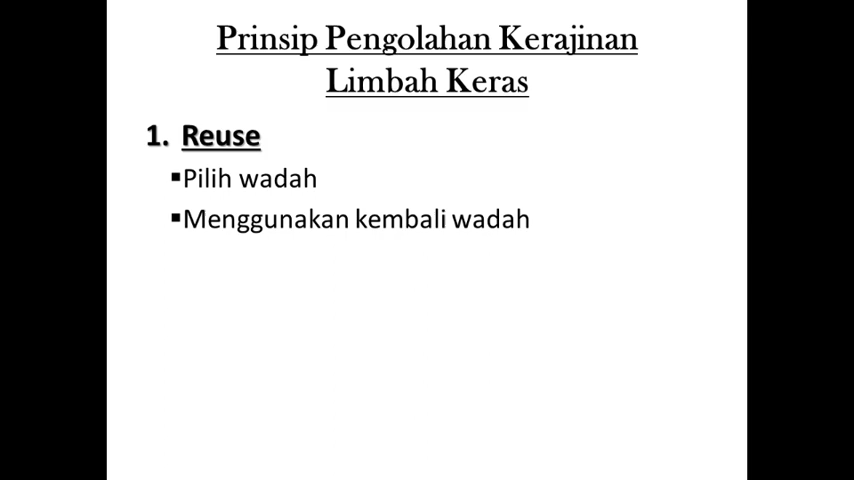 Prinsip Pengolahan Kerajinan
Limbah Keras
1. Reuse
▪Pilih wadah
▪Menggunakan kembali wadah